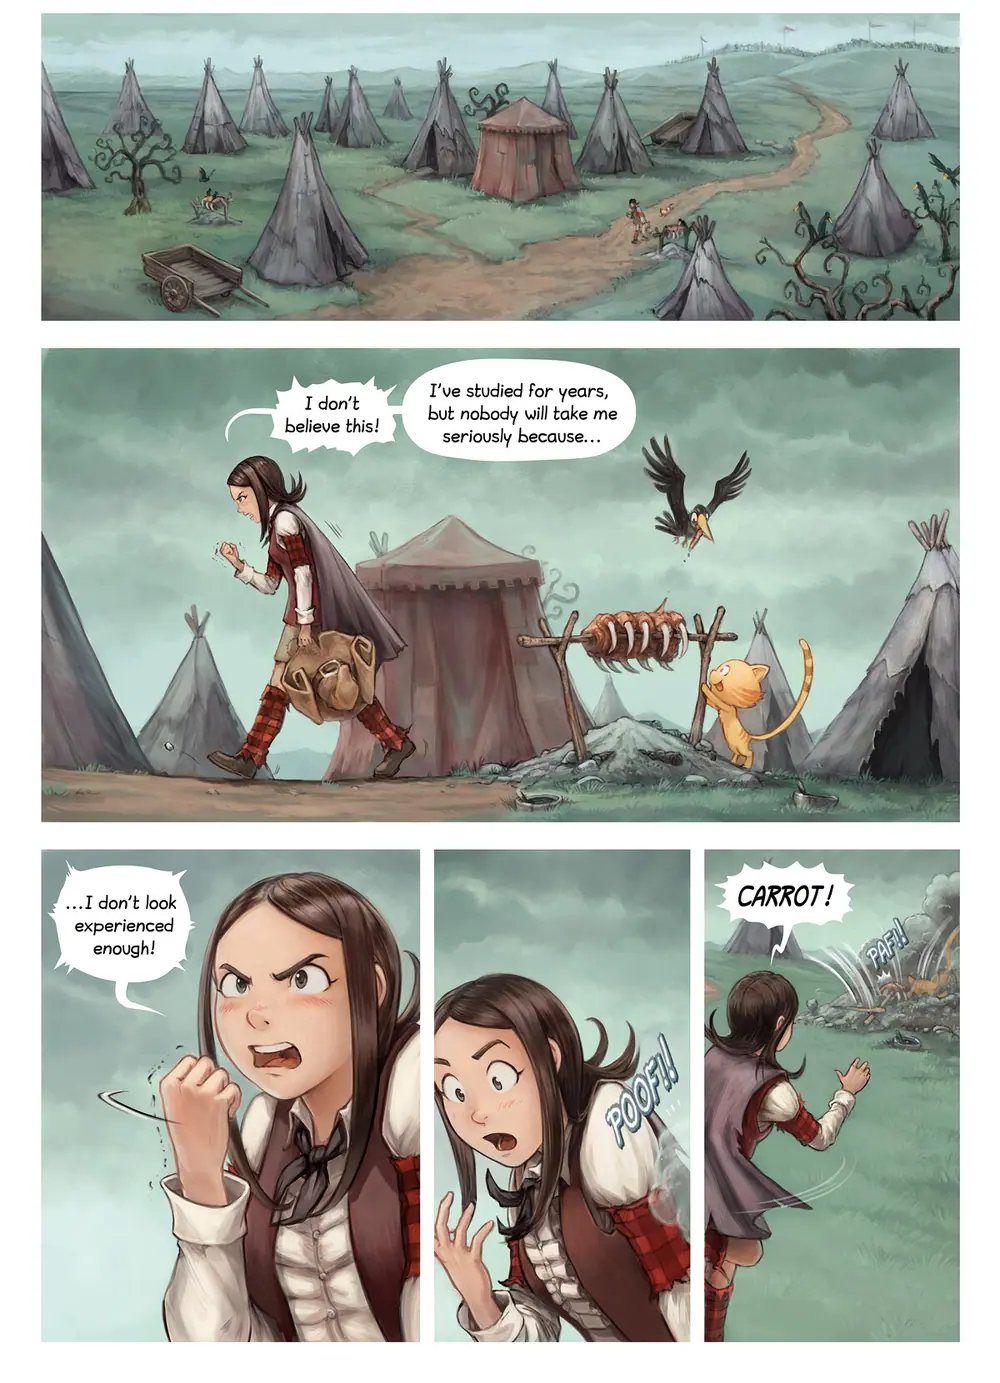 I don't
believe this!
I've studied for years,
but nobody will take me
seriously because...
...I don't look
experienced
enough!
POOF!!
CARROT!
PAF!!